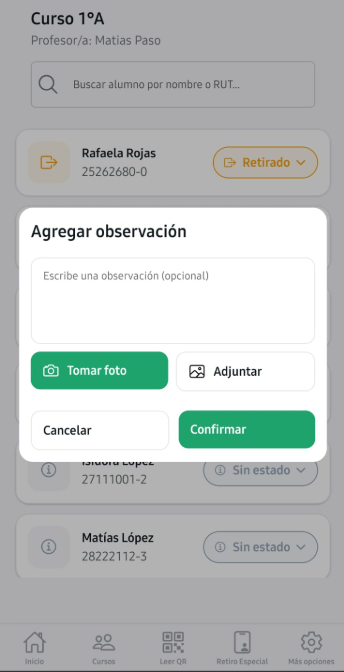 Curso 1°A
Profesor/a: Matias Paso
Buscar alumno por nombre o RUT...
Rafaela Rojas
25262680-0
Retirado
Agregar observación
Escribe una observación (opcional)
Tomar foto
Adjuntar
Cancelar
Confirmar
Isidora López
27111001-2
Sin estado
Matías López
28222112-3
Sin estado
Inicio
Cursos
Leer QR
Retiro Especial
Más opciones